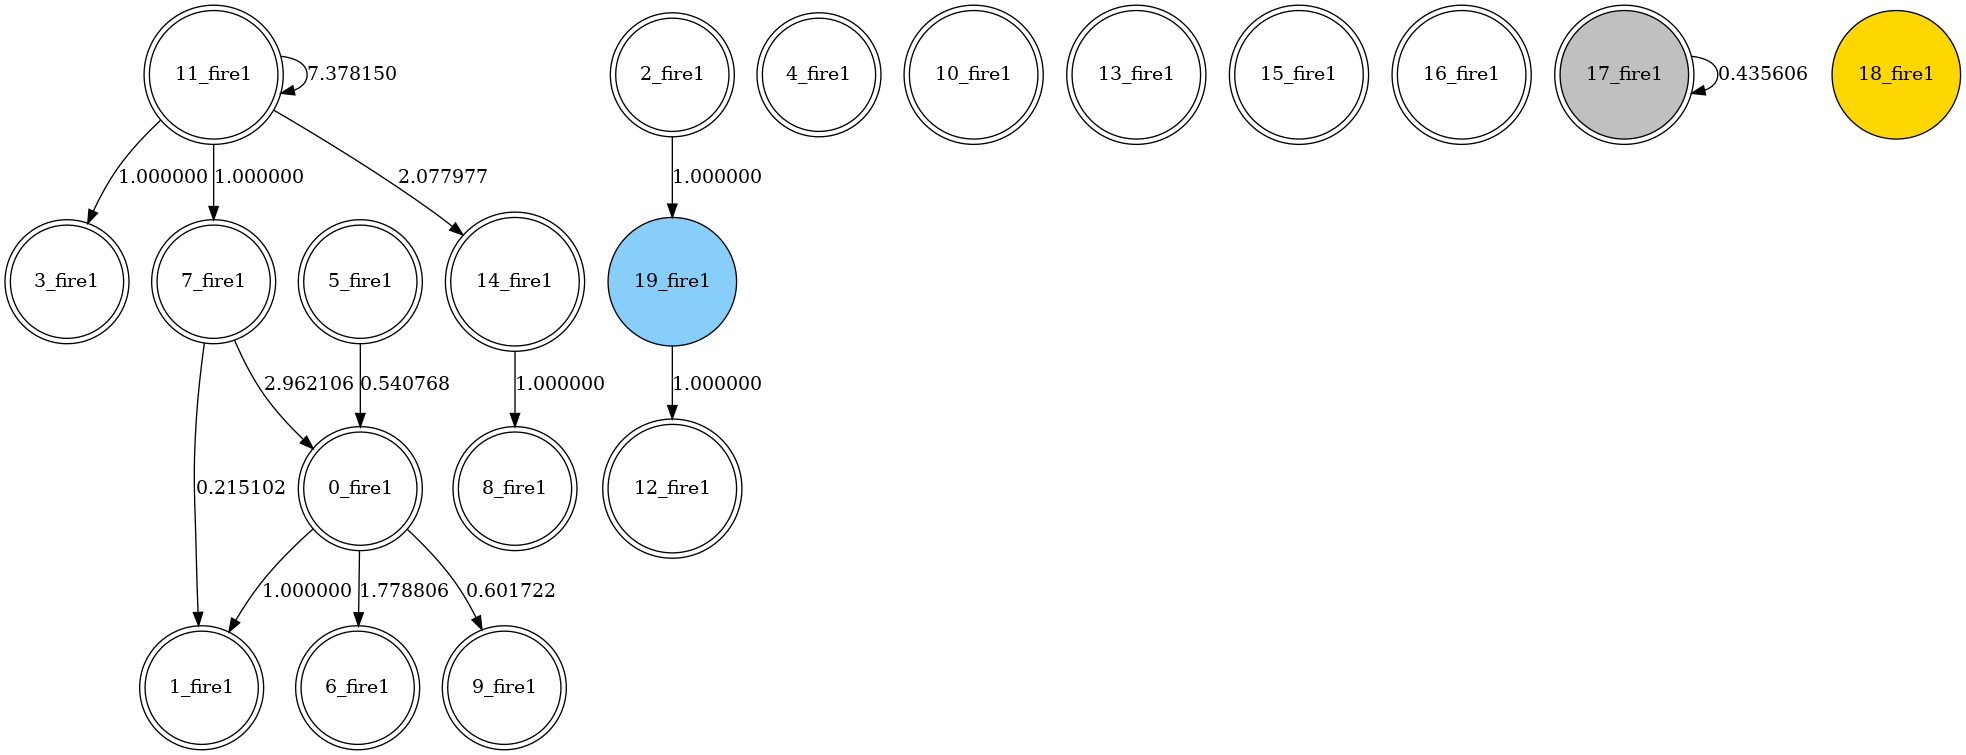 11_fire1
7.378150
2_fire1
4_fire1
10_fire1
13_fire1
15_fire1
16_fire1
17_fire1
0.435606
18_fire1
1.000000
1.000000
2.077977
1.000000
3_fire1
7_fire1
5_fire1
14_fire1
19_fire1
2.962106
0.540768
1.000000
1.000000
0.215102
0_fire1
8_fire1
12_fire1
1.000000
1.778806
0.601722
1_fire1
6_fire1
9_fire1